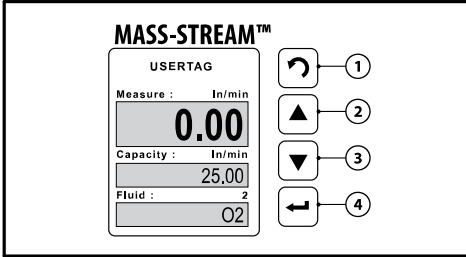 MASS-STREAM™
USERTAG
Measure : ln/min
0.00
Capacity : ln/min
25.00
Fluid : 2
O2
1
2
3
4